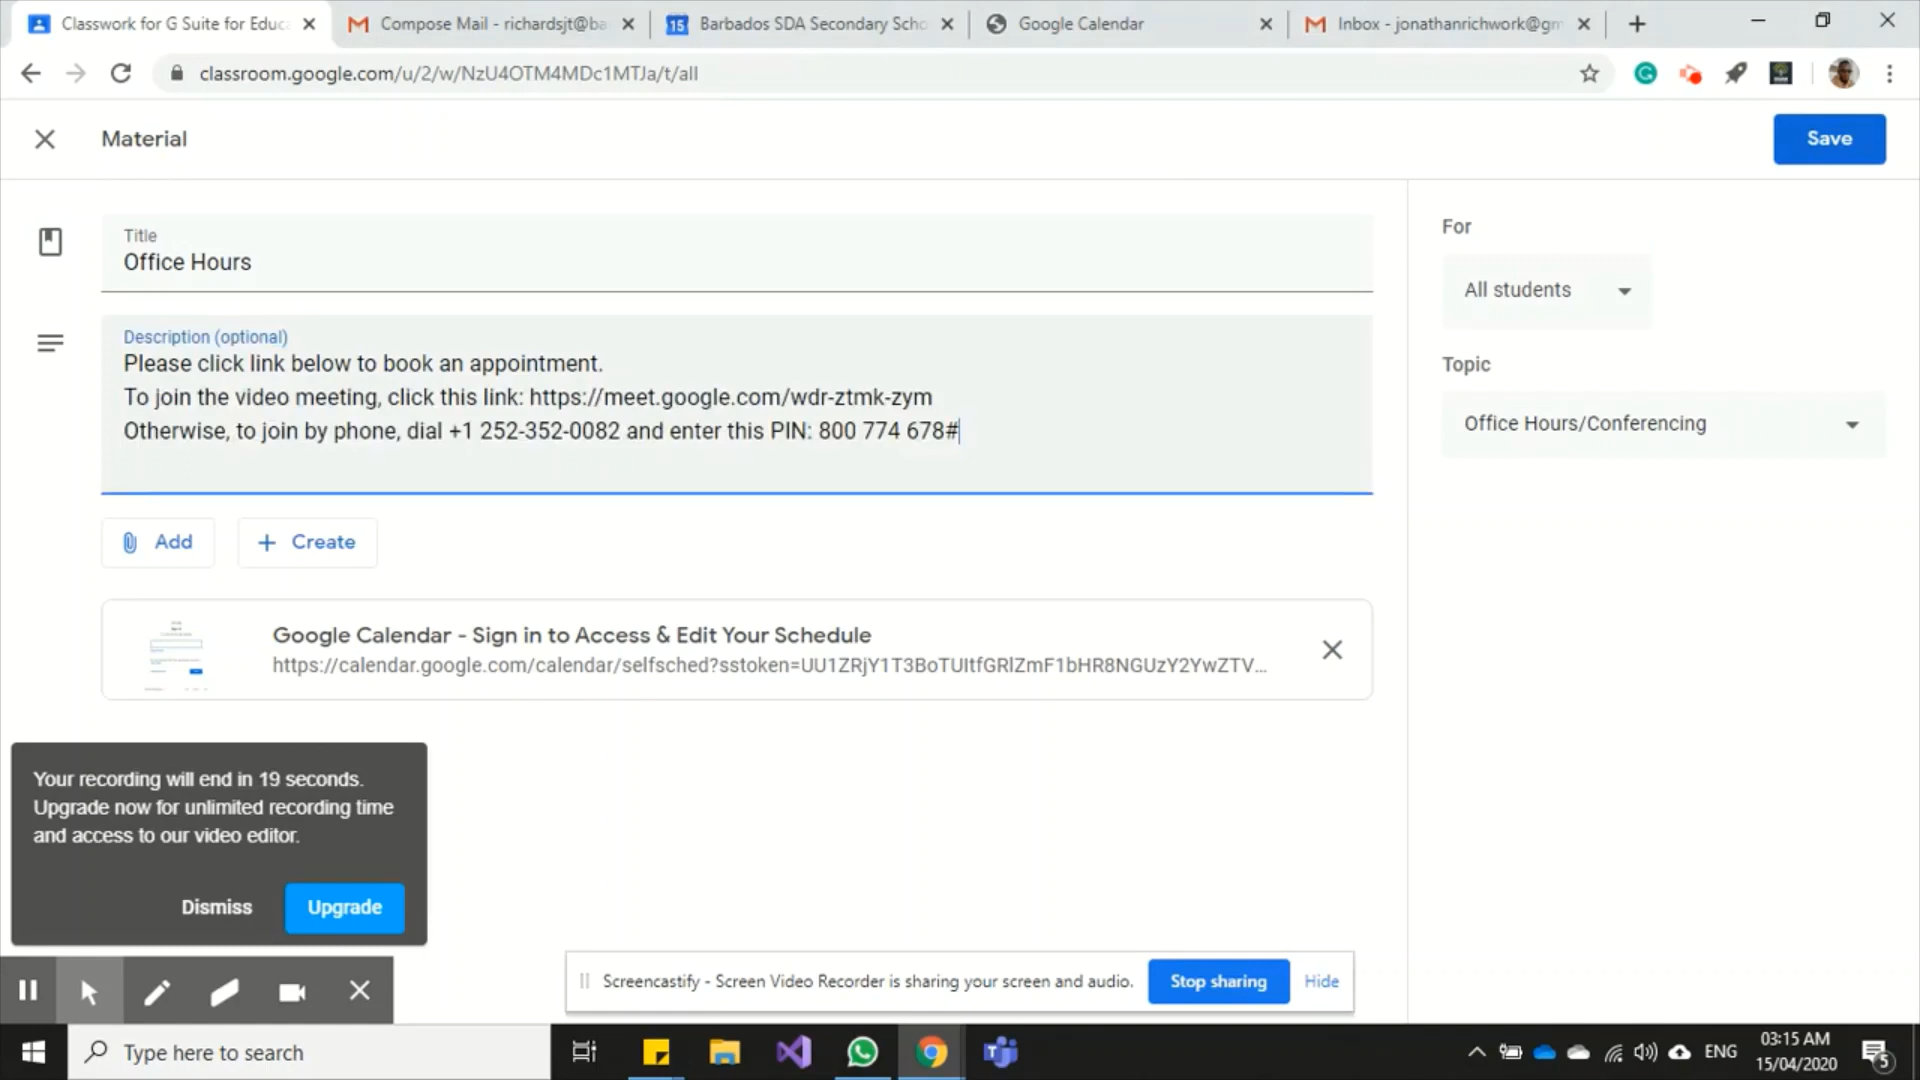 Classwork for G Suite for Educa
Compose Mail - richardsjt@ba
15
Barbados SDA Secondary Scho
Google Calendar
Inbox - jonathanrichwork@gm
classroom.google.com/u/2/w/NzU4OTM4MDc1MTJa/t/all
Material
Save
Title
Office Hours
For
All students
Description (optional)
Please click link below to book an appointment.
To join the video meeting, click this link: https://meet.google.com/wdr-ztmk-zym
Otherwise, to join by phone, dial +1 252-352-0082 and enter this PIN: 800 774 678#
Topic
Office Hours/Conferencing
Add
Create
Google Calendar - Sign in to Access & Edit Your Schedule
https://calendar.google.com/calendar/selfsched?sstoken=UU1ZRjY1T3BoTUItfGRlZmF1bHR8NGUzY2YwZTV...
Your recording will end in 19 seconds.
Upgrade now for unlimited recording time
and access to our video editor.
Dismiss
Upgrade
Screencastify - Screen Video Recorder is sharing your screen and audio.
Stop sharing
Hide
Type here to search
ENG
03:15 AM
15/04/2020
5